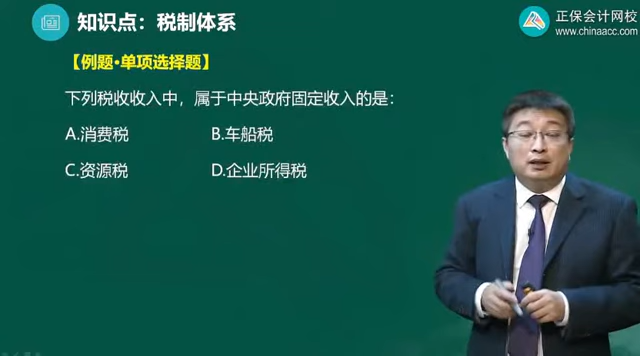 知识点：税制体系
正保会计网校
www.chinaacc.com
【例题·单项选择题】
下列税收收入中，属于中央政府固定收入的是：
A.消费税 B.车船税
C.资源税 D.企业所得税